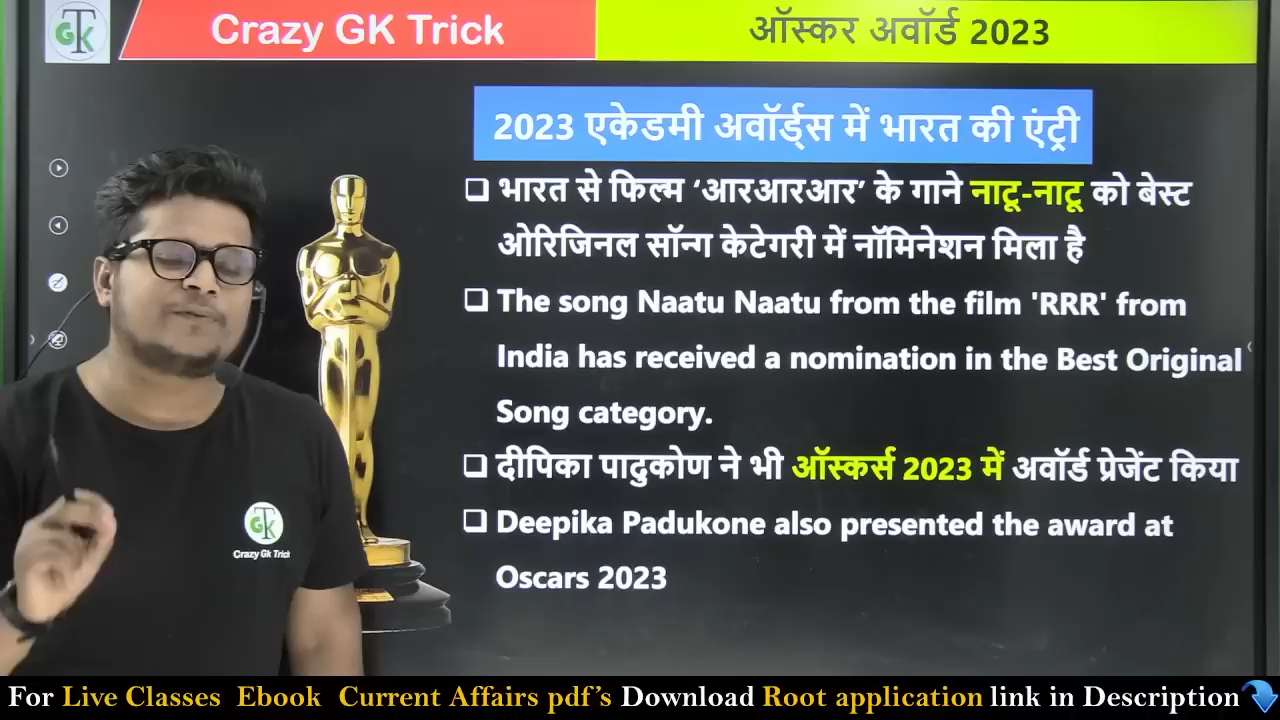 Crazy GK Trick
ऑस्कर अवॉर्ड 2023
2023 एकेडमी अवॉर्ड्स में भारत की एंट्री
भारत से फिल्म ‘आरआरआर’ के गाने नाटू-नाटू को बेस्ट
ओरिजिनल सॉन्ग केटेगरी में नॉमिनेशन मिला है
The song Naatu Naatu from the film 'RRR' from
India has received a nomination in the Best Original
Song category.
दीपिका पादुकोण ने भी ऑस्कर्स 2023 में अवॉर्ड प्रेजेंट किया
Deepika Padukone also presented the award at
Oscars 2023
GTK
GTK
Crazy Gk Trick
For Live Classes Ebook Current Affairs pdf’s Download Root application link in Description